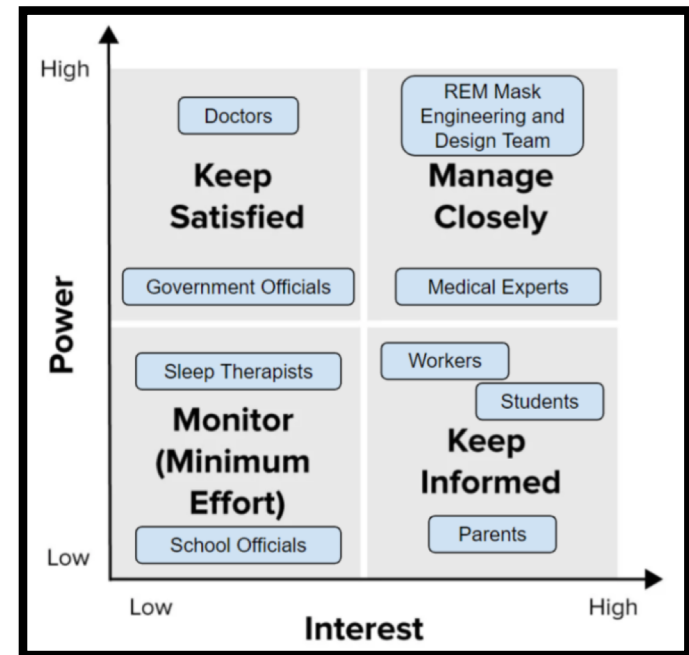 High
Doctors
REM Mask
Engineering and
Design Team
Keep
Satisfied
Manage
Closely
Government Officials
Medical Experts
Power
Sleep Therapists
Workers
Students
Monitor
(Minimum
Effort)
Keep
Informed
School Officials
Parents
Low
Low
High
Interest